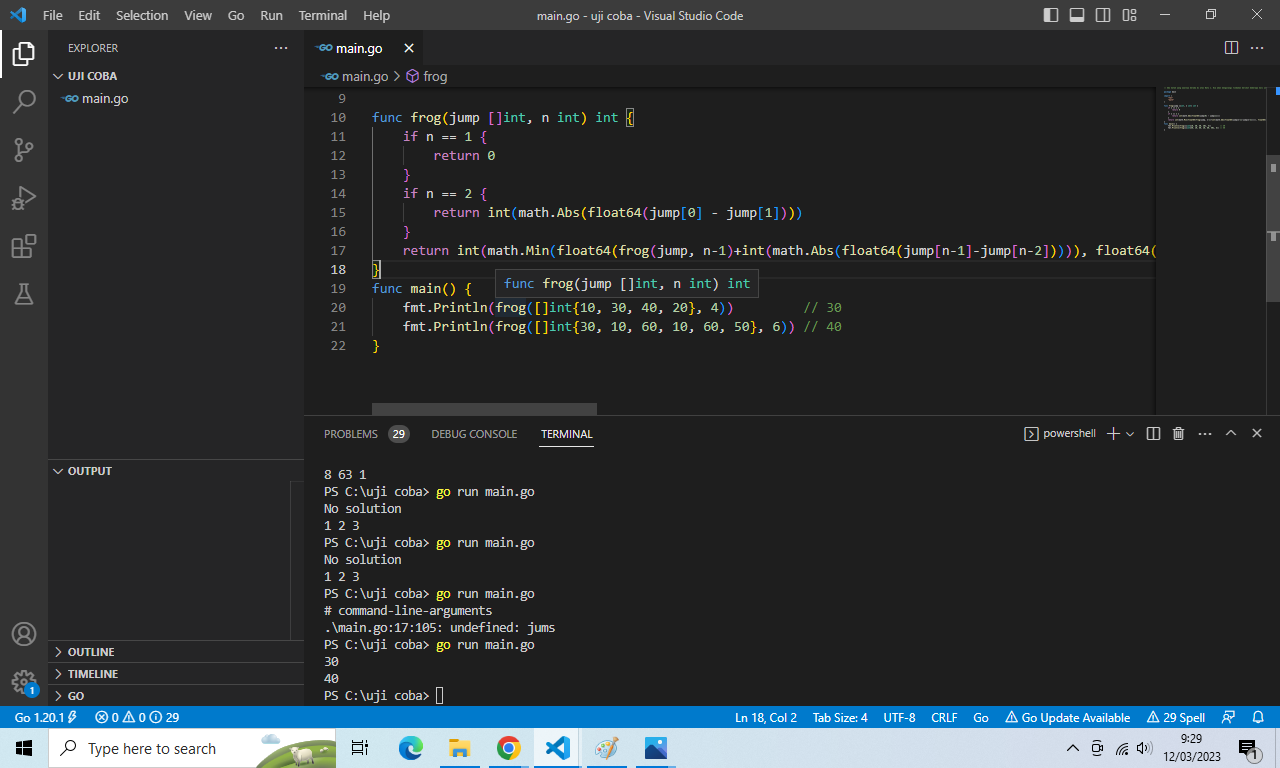 File Edit Selection View Go Run Terminal Help main.go - uji coba - Visual Studio Code
EXPLORER
UJI COBA
main.go
OUTPUT
OUTLINE
TIMELINE
GO
1
main.go
main.go > frog
9
10 func frog(jump []int, n int) int {
11 if n == 1 {
12 return 0
13 }
14 if n == 2 {
15 return int(math.Abs(float64(jump[0] - jump[1])))
16 }
17 return int(math.Min(float64(frog(jump, n-1)+int(math.Abs(float64(jump[n-1]-jump[n-2])))), float64(
18 }
func frog(jump []int, n int) int
19 func main() {
20 fmt.Println(frog([]int{10, 30, 40, 20}, 4)) // 30
21 fmt.Println(frog([]int{30, 10, 60, 10, 60, 50}, 6)) // 40
22 }
PROBLEMS 29 DEBUG CONSOLE TERMINAL powershell
8 63 1
PS C:\uji coba> go run main.go
No solution
1 2 3
PS C:\uji coba> go run main.go
No solution
1 2 3
PS C:\uji coba> go run main.go
# command-line-arguments
.\main.go:17:105: undefined: jums
PS C:\uji coba> go run main.go
30
40
PS C:\uji coba>
Go 1.20.1 0 0 29 Ln 18, Col 2 Tab Size: 4 UTF-8 CRLF Go Go Update Available 29 Spell
Type here to search
9:29
12/03/2023
1